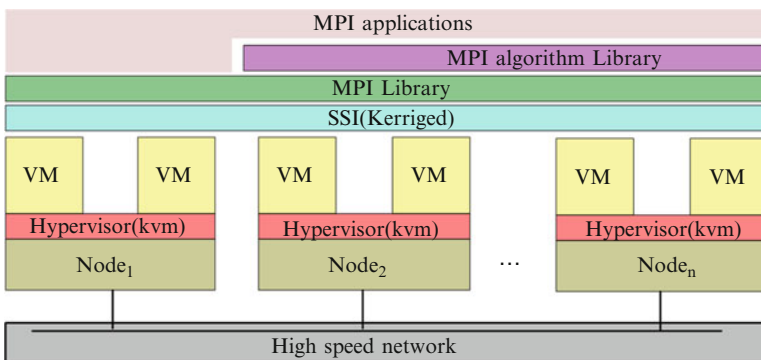 MPI applications
MPI algorithm Library
MPI Library
SSI(Kerriged)
VM VM VM VM VM VM
Hypervisor(kvm) Hypervisor(kvm) Hypervisor(kvm)
Node₁ Node₂ ... Nodeₙ
High speed network